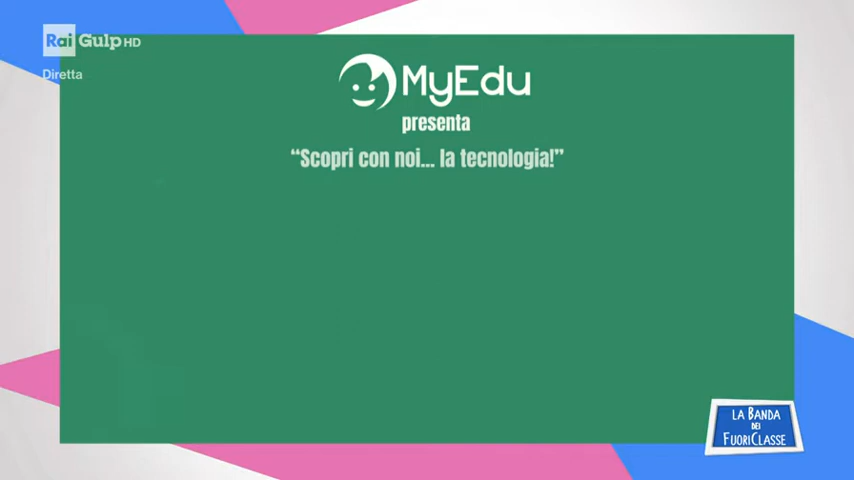 Rai Gulp HD
Diretta
MyEdu
presenta
“Scopri con noi... la tecnologia!”
LA BANDA
DEI
FUORICLASSE